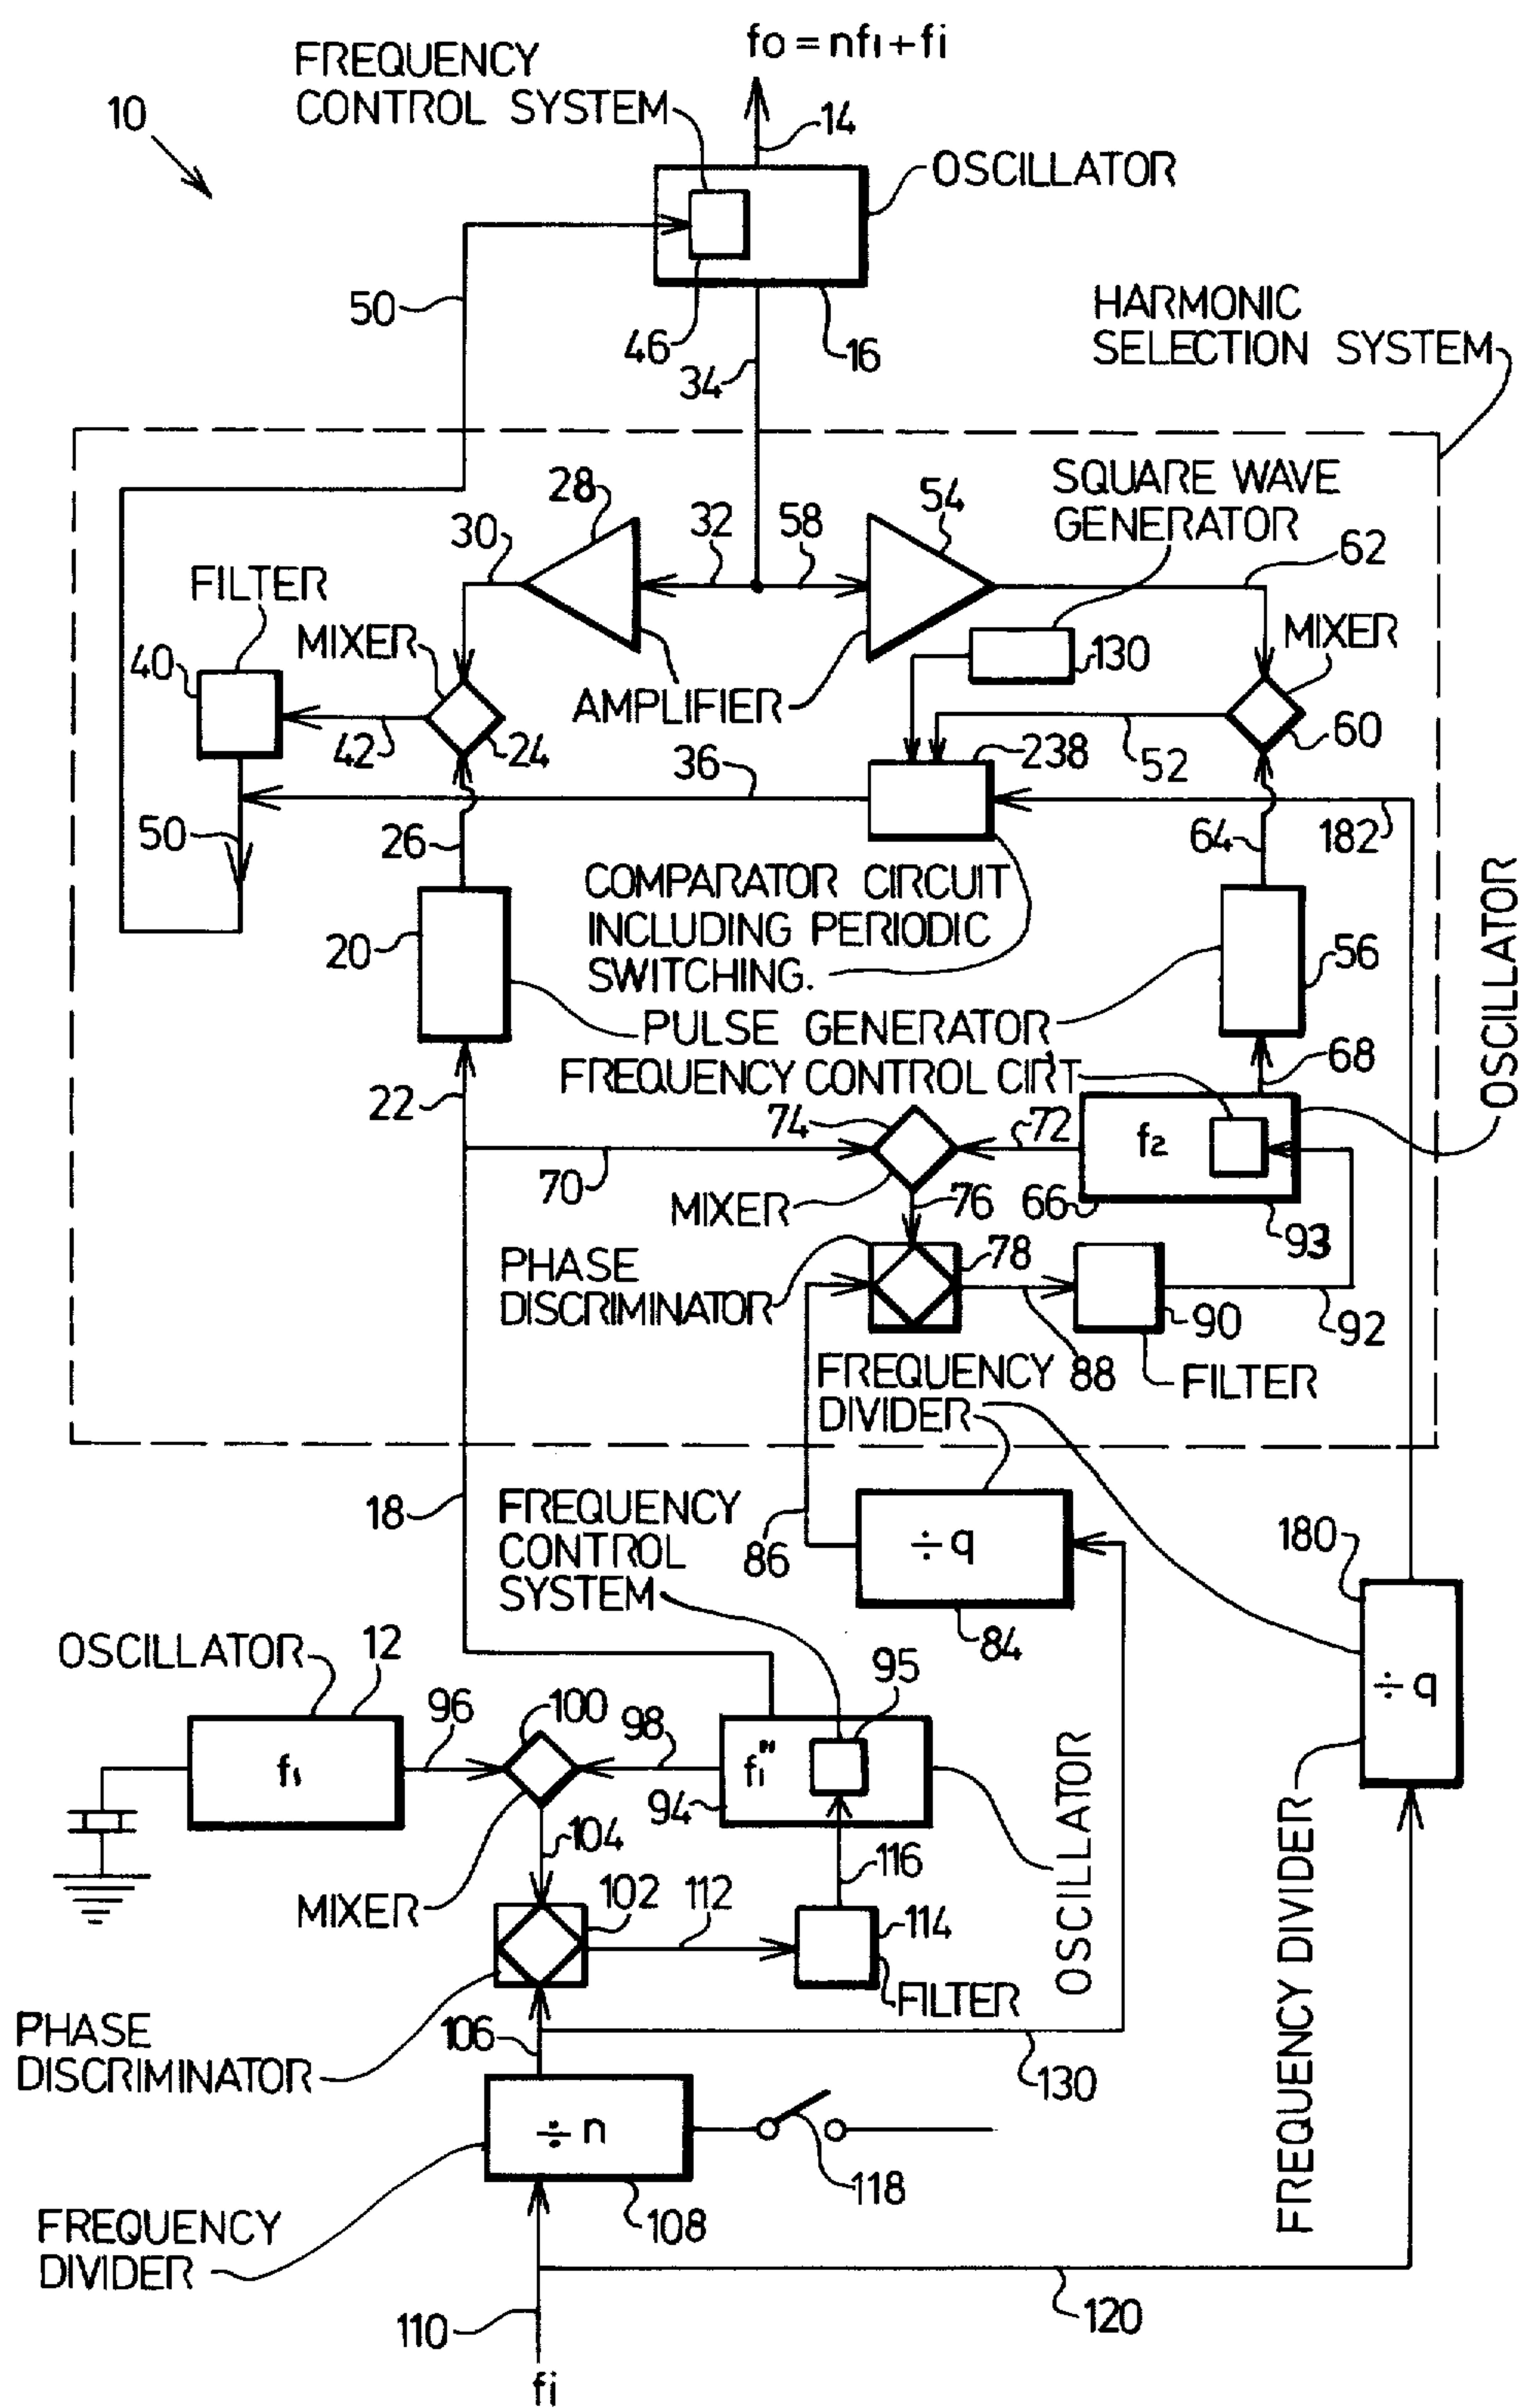 fo = nf1 + fi
FREQUENCY
CONTROL SYSTEM
10
14
OSCILLATOR
50
46
16
34
HARMONIC
SELECTION SYSTEM
SQUARE WAVE
GENERATOR
28
32
58
54
30
62
FILTER
MIXER
MIXER
40
130
AMPLIFIER
42
24
36
238
52
60
50
26
64
182
COMPARATOR CIRCUIT
INCLUDING PERIODIC
SWITCHING.
20
56
OSCILLATOR
PULSE GENERATOR
FREQUENCY CONTROL CIR'T
68
22
74
72
f2
70
MIXER
76
66
93
PHASE
DISCRIMINATOR
78
90
92
88
FREQUENCY
DIVIDER
FILTER
18
FREQUENCY
CONTROL
SYSTEM
86
÷ q
84
180
÷ q
OSCILLATOR
12
96
100
98
95
f1
fi'''
94
OSCILLATOR
104
116
MIXER
102
112
114
FILTER
FREQUENCY DIVIDER
PHASE
DISCRIMINATOR
106
130
÷ n
118
108
FREQUENCY
DIVIDER
110
120
fi